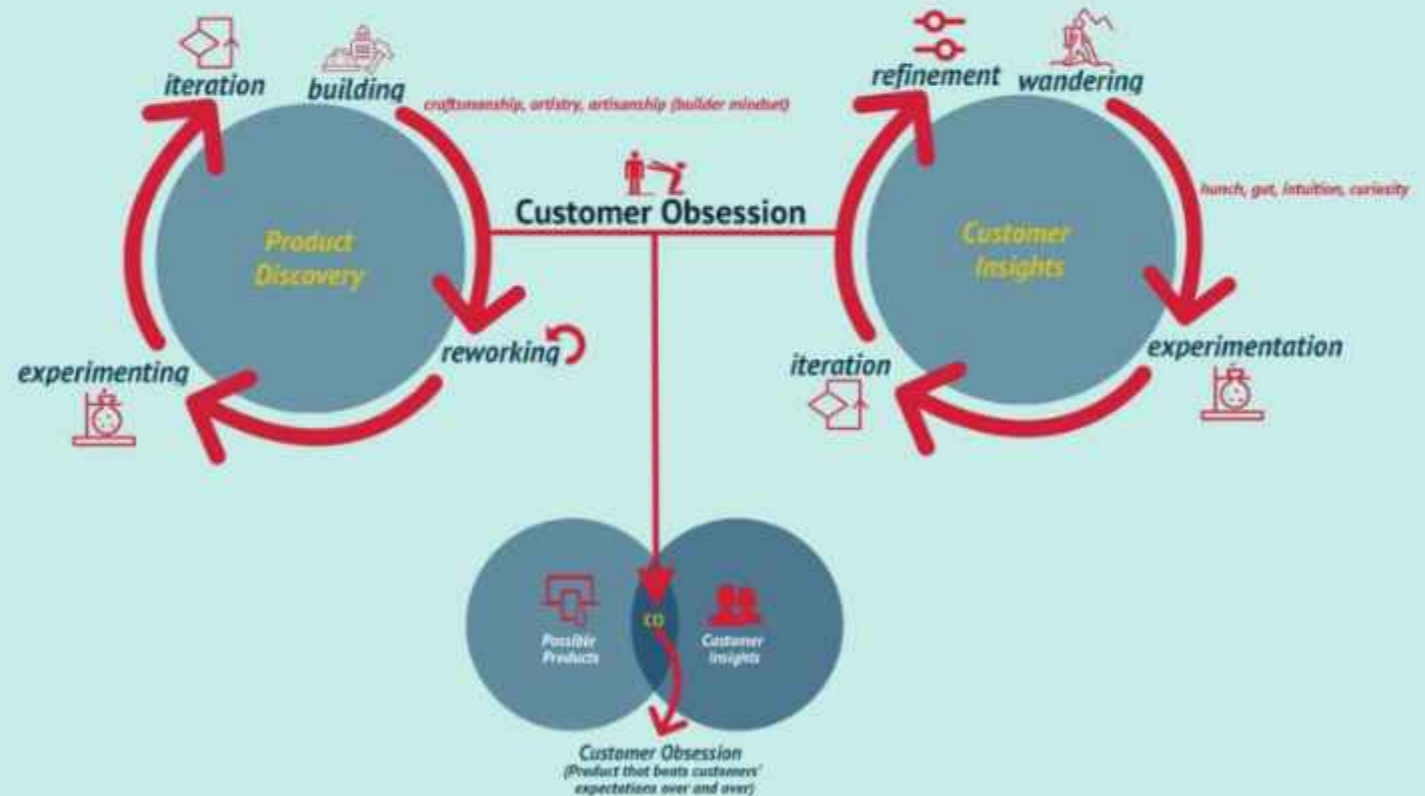 iteration
building
craftsmanship, artistry, artisanship (builder mindset)
Product
Discovery
reworking
experimenting
Customer Obsession
refinement
wandering
hunch, gut, intuition, curiosity
Customer
Insights
experimentation
iteration
Possible
Products
CO
Customer
Insights
Customer Obsession
(Product that beats customers'
expectations over and over)